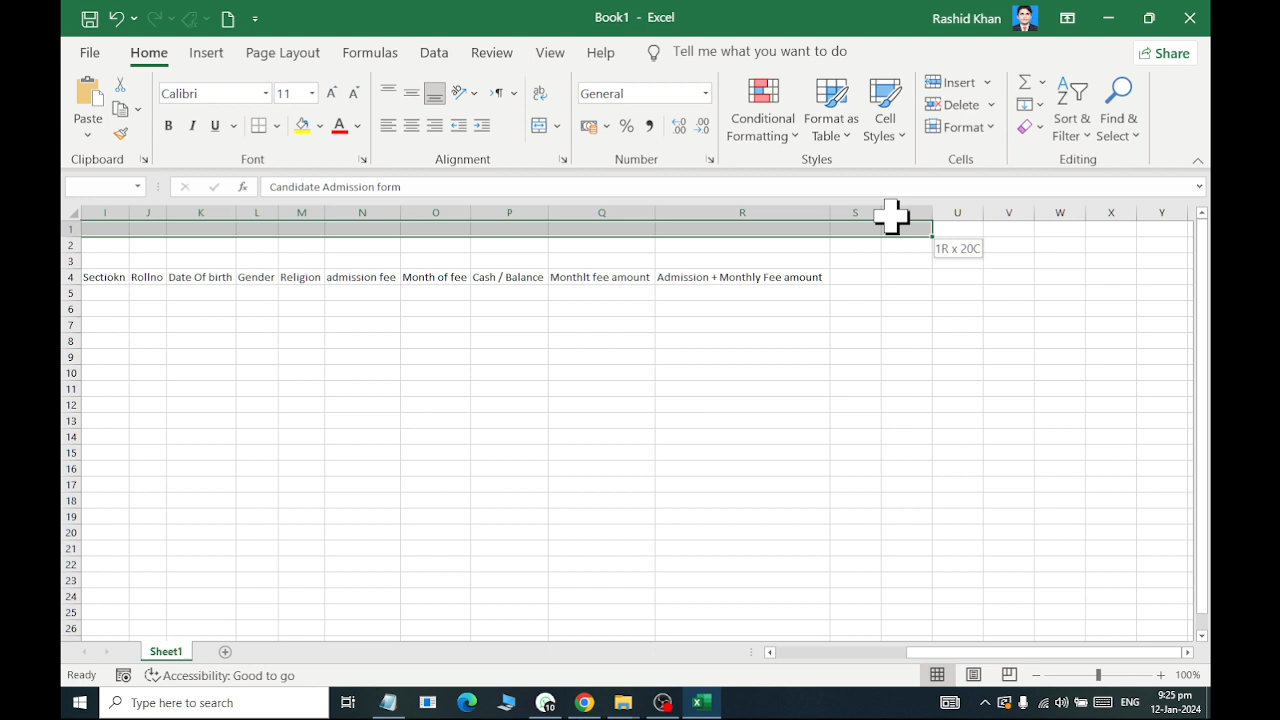 Book1 - Excel
Rashid Khan
File Home Insert Page Layout Formulas Data Review View Help Tell me what you want to do Share
Paste
Calibri 11
B I U A
General
Conditional Formatting
Format as Table
Cell Styles
Insert
Delete
Format
Sort & Filter
Find & Select
Clipboard Font Alignment Number Styles Cells Editing
fx Candidate Admission form
I J K L M N O P Q R S U V W X Y
1
1R x 20C
2
3
4 Sectiokn Rollno Date Of birth Gender Religion admission fee Month of fee Cash / Balance Monthlt fee amount Admission + Monthly Fee amount
5
6
7
8
9
10
11
12
13
14
15
16
17
18
19
20
21
22
23
24
25
26
Sheet1
Ready Accessibility: Good to go 100%
Type here to search
10
ENG
9:25 pm
12-Jan-2024